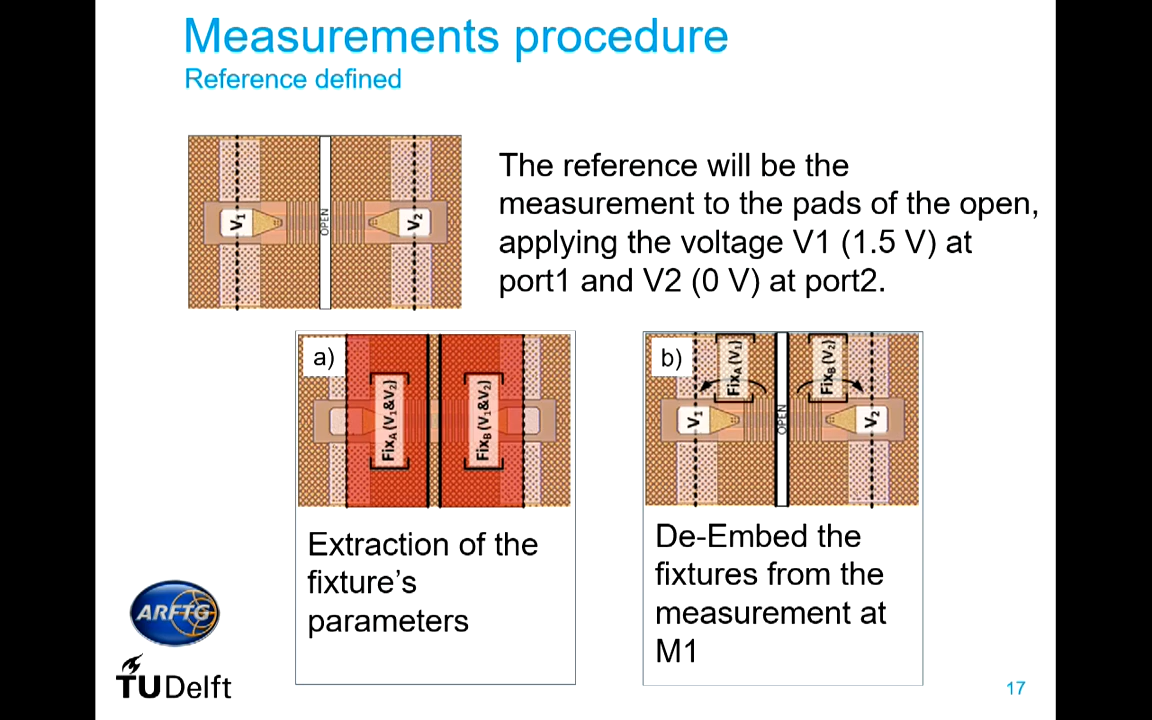 Measurements procedure
Reference defined
V1
OPEN
V2
The reference will be the
measurement to the pads of the open,
applying the voltage V1 (1.5 V) at
port1 and V2 (0 V) at port2.
a)
FixA (V1&V2)
FixB (V1&V2)
Extraction of the
fixture’s
parameters
b)
FixA (V1)
FixB (V2)
V1
OPEN
V2
De-Embed the
fixtures from the
measurement at
M1
ARFTG
TUDelft
17